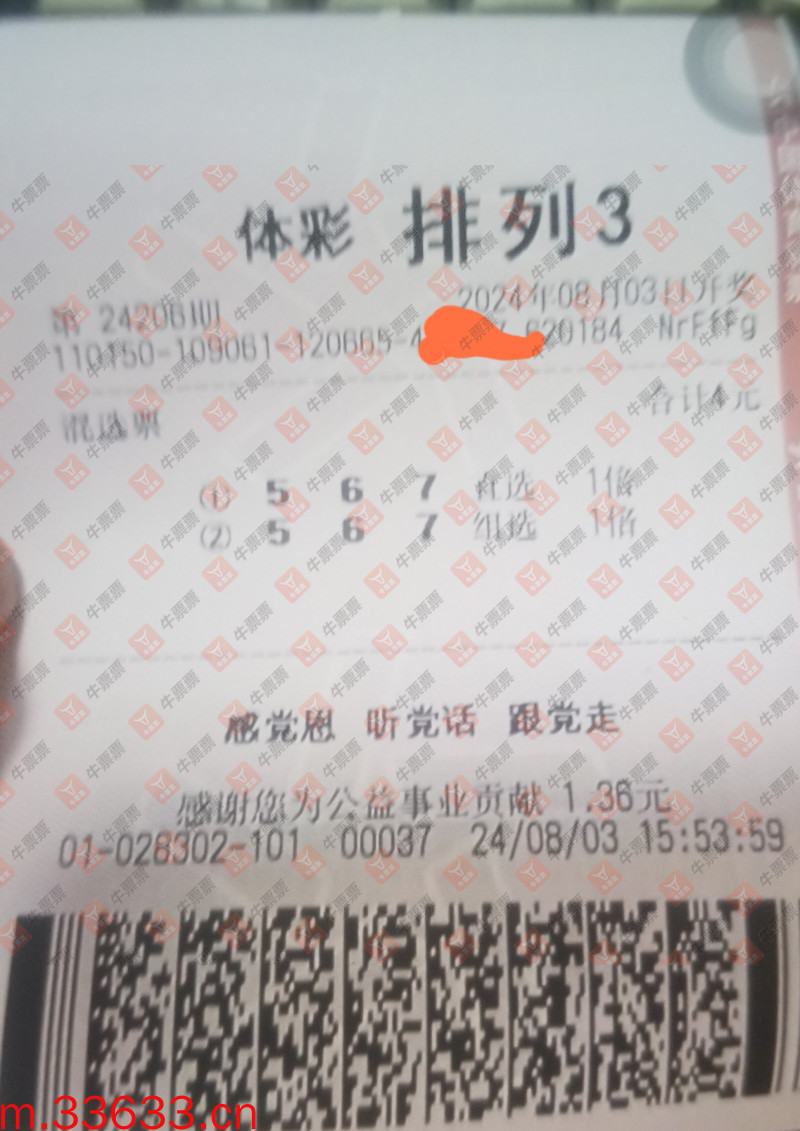 体彩 排列3
第 24206期 2024年08月03日开奖
110150-109061-120665-4 620184 NrEffg
混选票 合计4元
(1) 5 6 7 直选 1倍
(2) 5 6 7 组选 1倍
感党恩 听党话 跟党走
感谢您为公益事业贡献 1.36元
01-028302-101 00037 24/08/03 15:53:59
牛票票
m.33633.cn